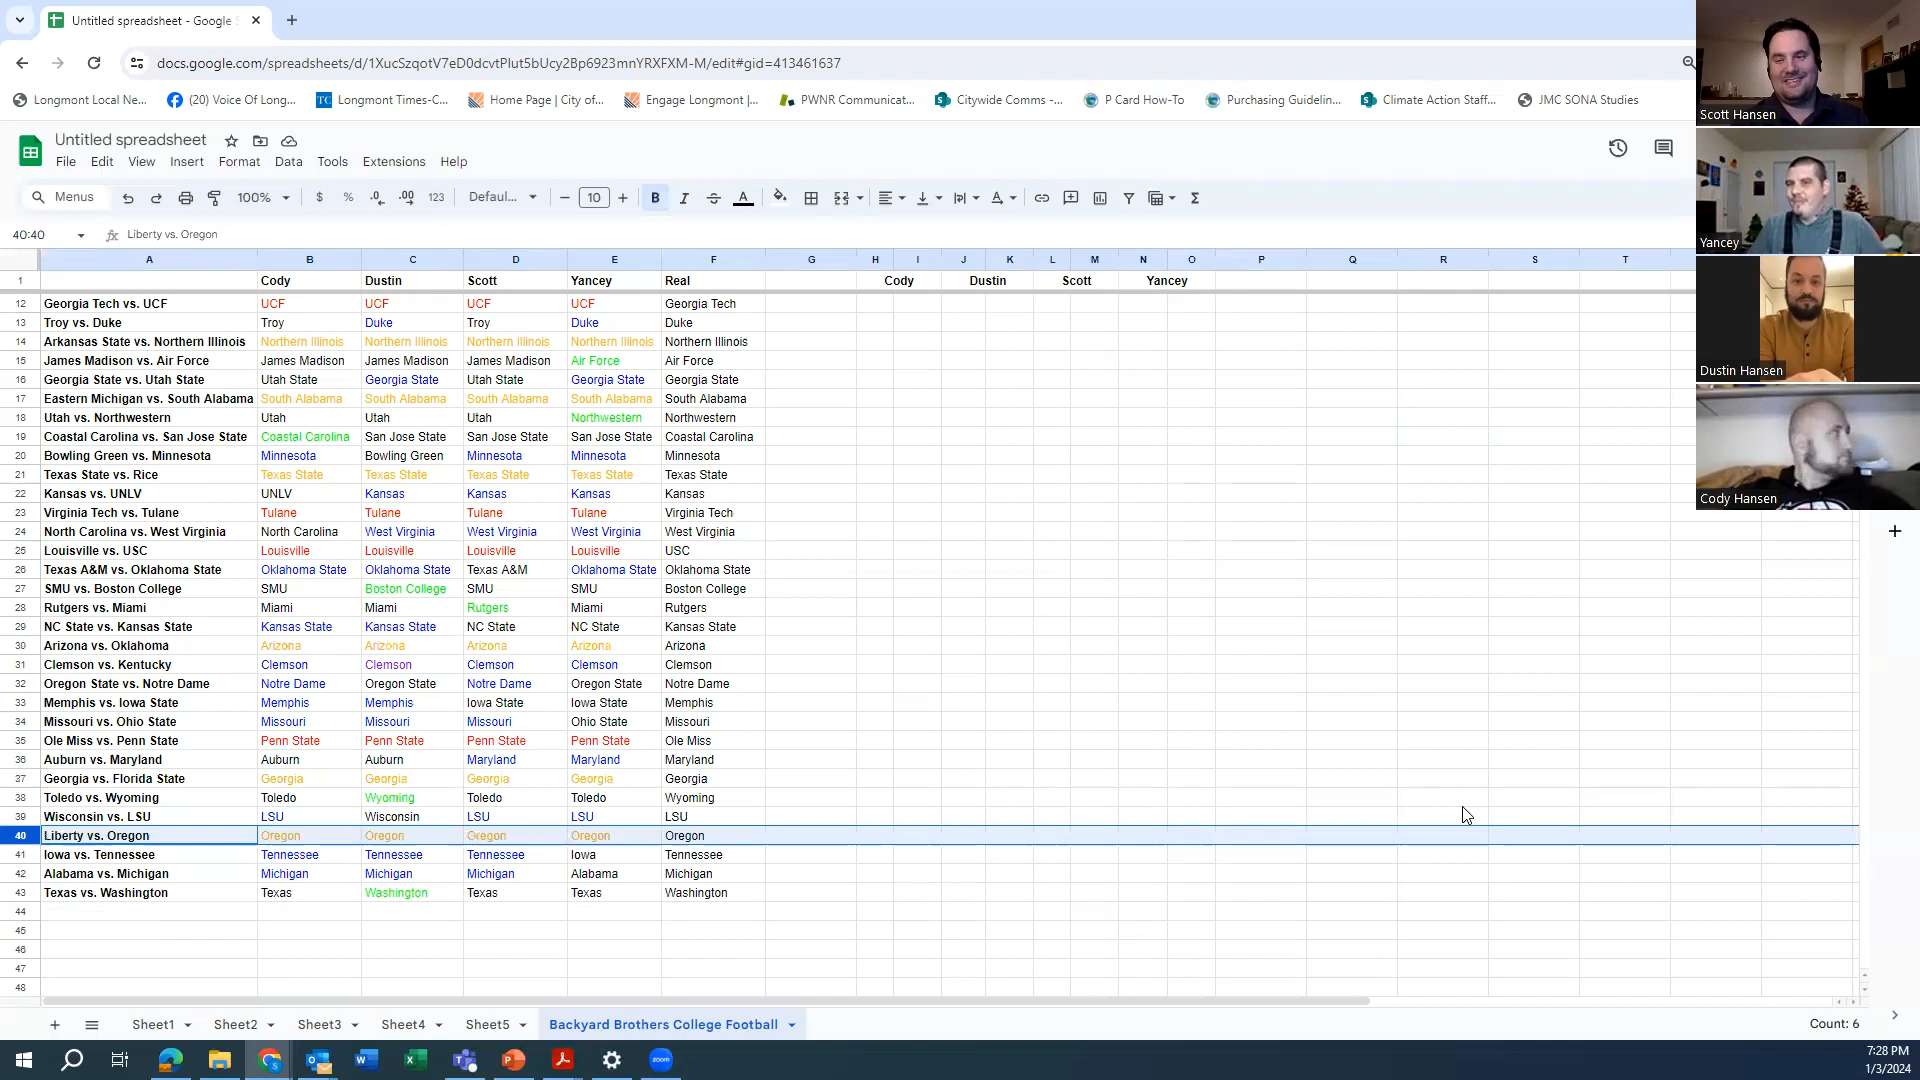 Untitled spreadsheet - Google S
docs.google.com/spreadsheets/d/1XucSzqotV7eD0dcvtPlut5bUcy2Bp6923mnYRXFXM-M/edit#gid=413461637
Longmont Local Ne... (20) Voice Of Long... TC Longmont Times-C... Home Page | City of... Engage Longmont |... PWNR Communicat... Citywide Comms -... P Card How-To Purchasing Guidelin... Climate Action Staff... JMC SONA Studies
Untitled spreadsheet
File Edit View Insert Format Data Tools Extensions Help
Menus 100% $ % .0 .00 123 Defaul... 10 B I
40:40 fx Liberty vs. Oregon
A B C D E F G H I J K L M N O P Q R S T
1 Cody Dustin Scott Yancey Real Cody Dustin Scott Yancey
12 Georgia Tech vs. UCF UCF UCF UCF UCF Georgia Tech
13 Troy vs. Duke Troy Duke Troy Duke Duke
14 Arkansas State vs. Northern Illinois Northern Illinois Northern Illinois Northern Illinois Northern Illinois Northern Illinois
15 James Madison vs. Air Force James Madison James Madison James Madison Air Force Air Force
16 Georgia State vs. Utah State Utah State Georgia State Utah State Georgia State Georgia State
17 Eastern Michigan vs. South Alabama South Alabama South Alabama South Alabama South Alabama South Alabama
18 Utah vs. Northwestern Utah Utah Utah Northwestern Northwestern
19 Coastal Carolina vs. San Jose State Coastal Carolina San Jose State San Jose State San Jose State Coastal Carolina
20 Bowling Green vs. Minnesota Minnesota Bowling Green Minnesota Minnesota Minnesota
21 Texas State vs. Rice Texas State Texas State Texas State Texas State Texas State
22 Kansas vs. UNLV UNLV Kansas Kansas Kansas Kansas
23 Virginia Tech vs. Tulane Tulane Tulane Tulane Tulane Virginia Tech
24 North Carolina vs. West Virginia North Carolina West Virginia West Virginia West Virginia West Virginia
25 Louisville vs. USC Louisville Louisville Louisville Louisville USC
26 Texas A&M vs. Oklahoma State Oklahoma State Oklahoma State Texas A&M Oklahoma State Oklahoma State
27 SMU vs. Boston College SMU Boston College SMU SMU Boston College
28 Rutgers vs. Miami Miami Miami Rutgers Miami Rutgers
29 NC State vs. Kansas State Kansas State Kansas State NC State NC State Kansas State
30 Arizona vs. Oklahoma Arizona Arizona Arizona Arizona Arizona
31 Clemson vs. Kentucky Clemson Clemson Clemson Clemson Clemson
32 Oregon State vs. Notre Dame Notre Dame Oregon State Notre Dame Oregon State Notre Dame
33 Memphis vs. Iowa State Memphis Memphis Iowa State Iowa State Memphis
34 Missouri vs. Ohio State Missouri Missouri Missouri Ohio State Missouri
35 Ole Miss vs. Penn State Penn State Penn State Penn State Penn State Ole Miss
36 Auburn vs. Maryland Auburn Auburn Maryland Maryland Maryland
37 Georgia vs. Florida State Georgia Georgia Georgia Georgia Georgia
38 Toledo vs. Wyoming Toledo Wyoming Toledo Toledo Wyoming
39 Wisconsin vs. LSU LSU Wisconsin LSU LSU LSU
40 Liberty vs. Oregon Oregon Oregon Oregon Oregon Oregon
41 Iowa vs. Tennessee Tennessee Tennessee Tennessee Iowa Tennessee
42 Alabama vs. Michigan Michigan Michigan Michigan Alabama Michigan
43 Texas vs. Washington Texas Washington Texas Texas Washington
44
45
46
47
48
Sheet1 Sheet2 Sheet3 Sheet4 Sheet5 Backyard Brothers College Football Count: 6
zoom
7:28 PM
1/3/2024
Scott Hansen
Yancey
Dustin Hansen
Cody Hansen